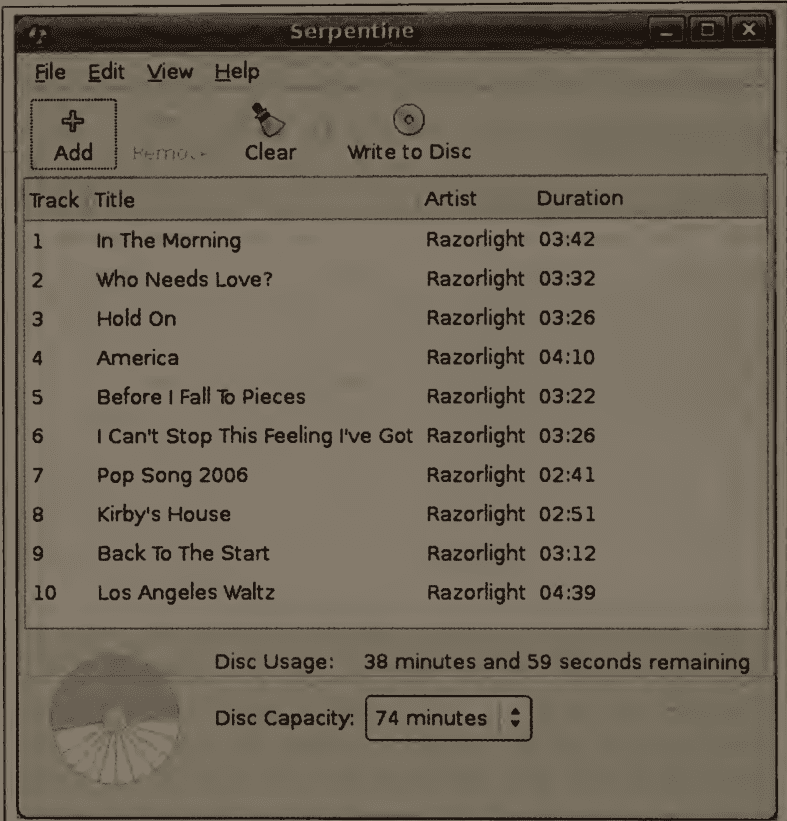 Serpentine
File Edit View Help
Add Remove Clear Write to Disc
Track Title Artist Duration
1 In The Morning Razorlight 03:42
2 Who Needs Love? Razorlight 03:32
3 Hold On Razorlight 03:26
4 America Razorlight 04:10
5 Before I Fall To Pieces Razorlight 03:22
6 I Can't Stop This Feeling I've Got Razorlight 03:26
7 Pop Song 2006 Razorlight 02:41
8 Kirby's House Razorlight 02:51
9 Back To The Start Razorlight 03:12
10 Los Angeles Waltz Razorlight 04:39
Disc Usage: 38 minutes and 59 seconds remaining
Disc Capacity: 74 minutes